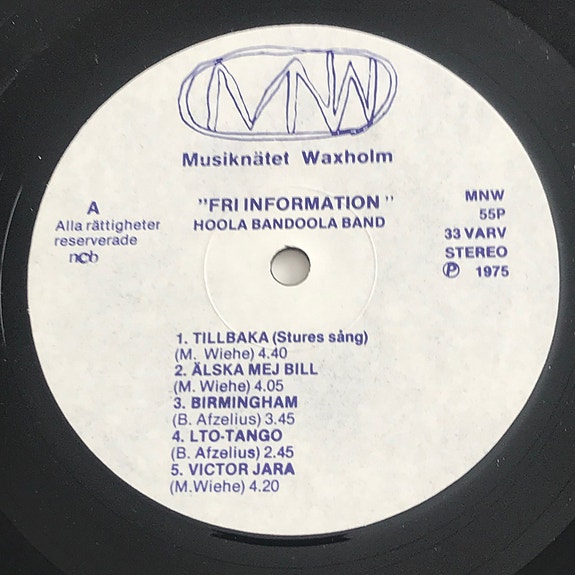 MNW
Musiknätet Waxholm
"FRI INFORMATION"
HOOLA BANDOOLA BAND
A
Alla rättigheter
reserverade
ncb
MNW
55P
33 VARV
STEREO
Ⓟ 1975
1. TILLBAKA (Stures sång)
(M. Wiehe) 4.40
2. ÄLSKA MEJ BILL
(M. Wiehe) 4.05
3. BIRMINGHAM
(B. Afzelius) 3.45
4. LTO-TANGO
(B. Afzelius) 2.45
5. VICTOR JARA
(M.Wiehe) 4.20